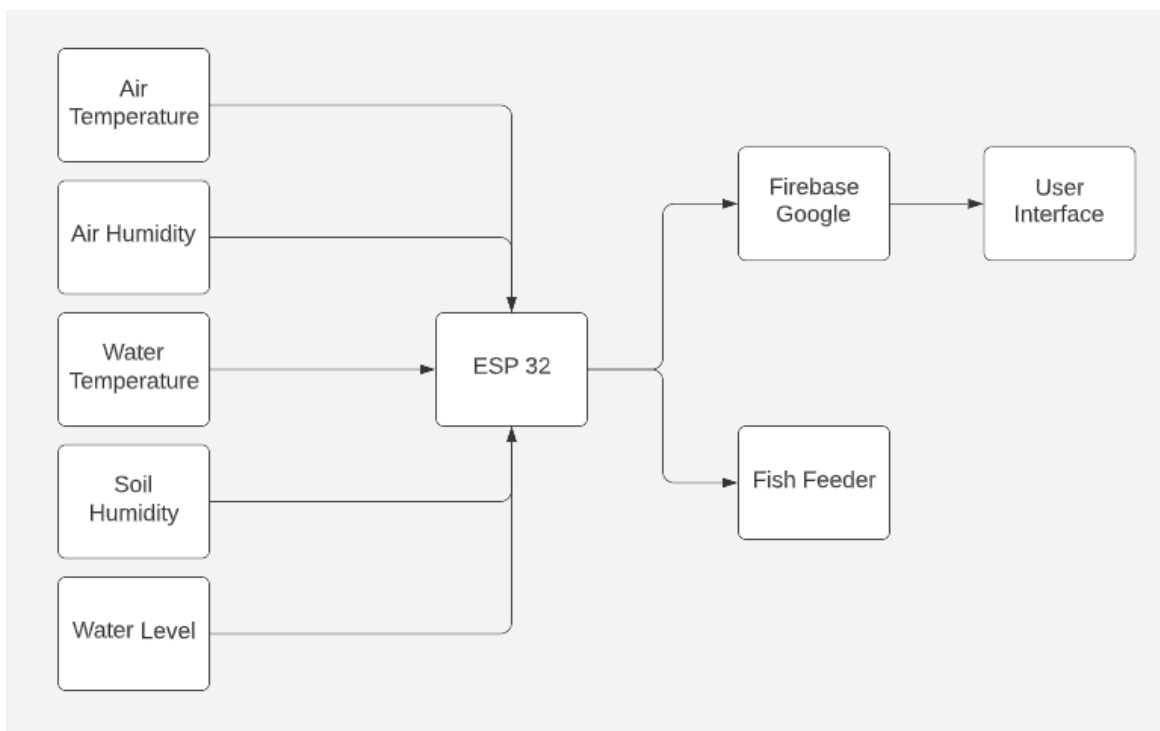 Air
Temperature
Air Humidity
Water
Temperature
Soil
Humidity
Water Level
ESP 32
Firebase
Google
User
Interface
Fish Feeder